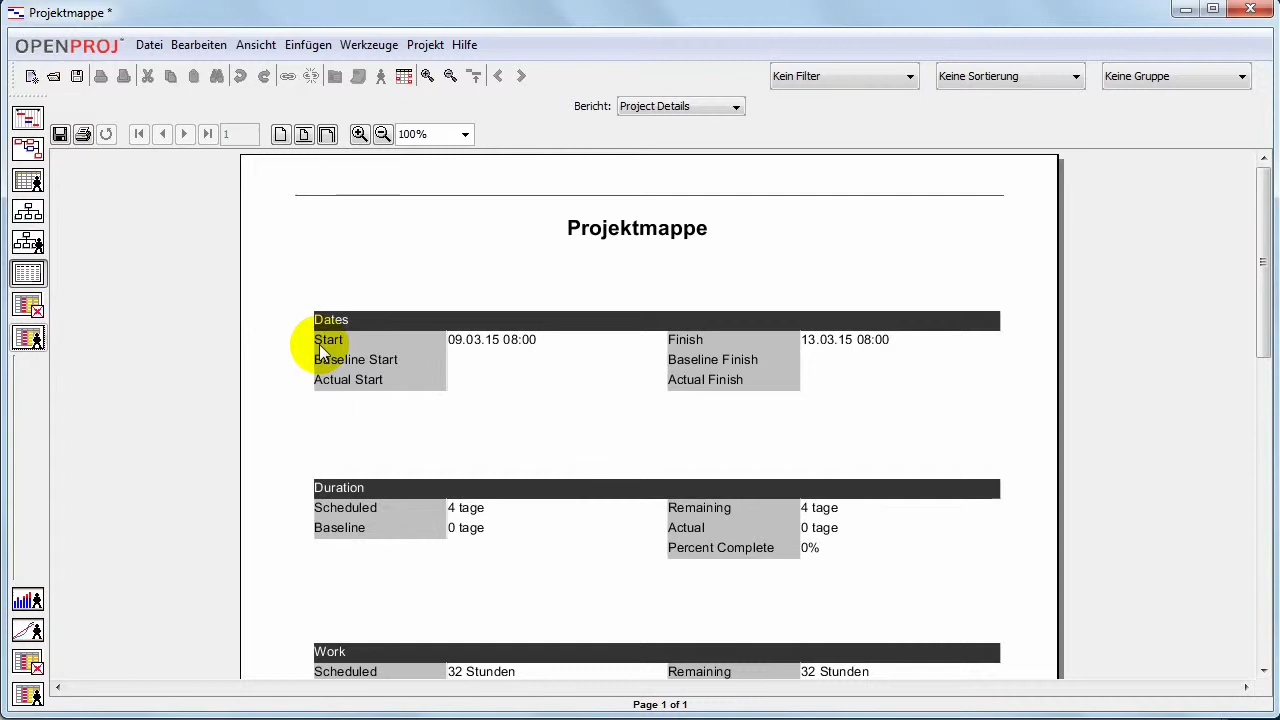 Projektmappe *
OPENPROJ Datei Bearbeiten Ansicht Einfügen Werkzeuge Projekt Hilfe
Kein Filter Keine Sortierung Keine Gruppe
Bericht: Project Details
1 100%
Projektmappe
Dates
Start 09.03.15 08:00 Finish 13.03.15 08:00
Baseline Start Baseline Finish
Actual Start Actual Finish
Duration
Scheduled 4 tage Remaining 4 tage
Baseline 0 tage Actual 0 tage
Percent Complete 0%
Work
Scheduled 32 Stunden Remaining 32 Stunden
Page 1 of 1